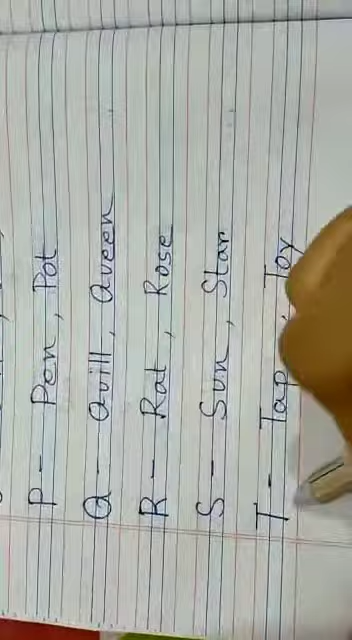 P - Pen, Pot
Q - Quill, Queen
R - Rat, Rose
S - Sun, Star
T - Tap, Toy